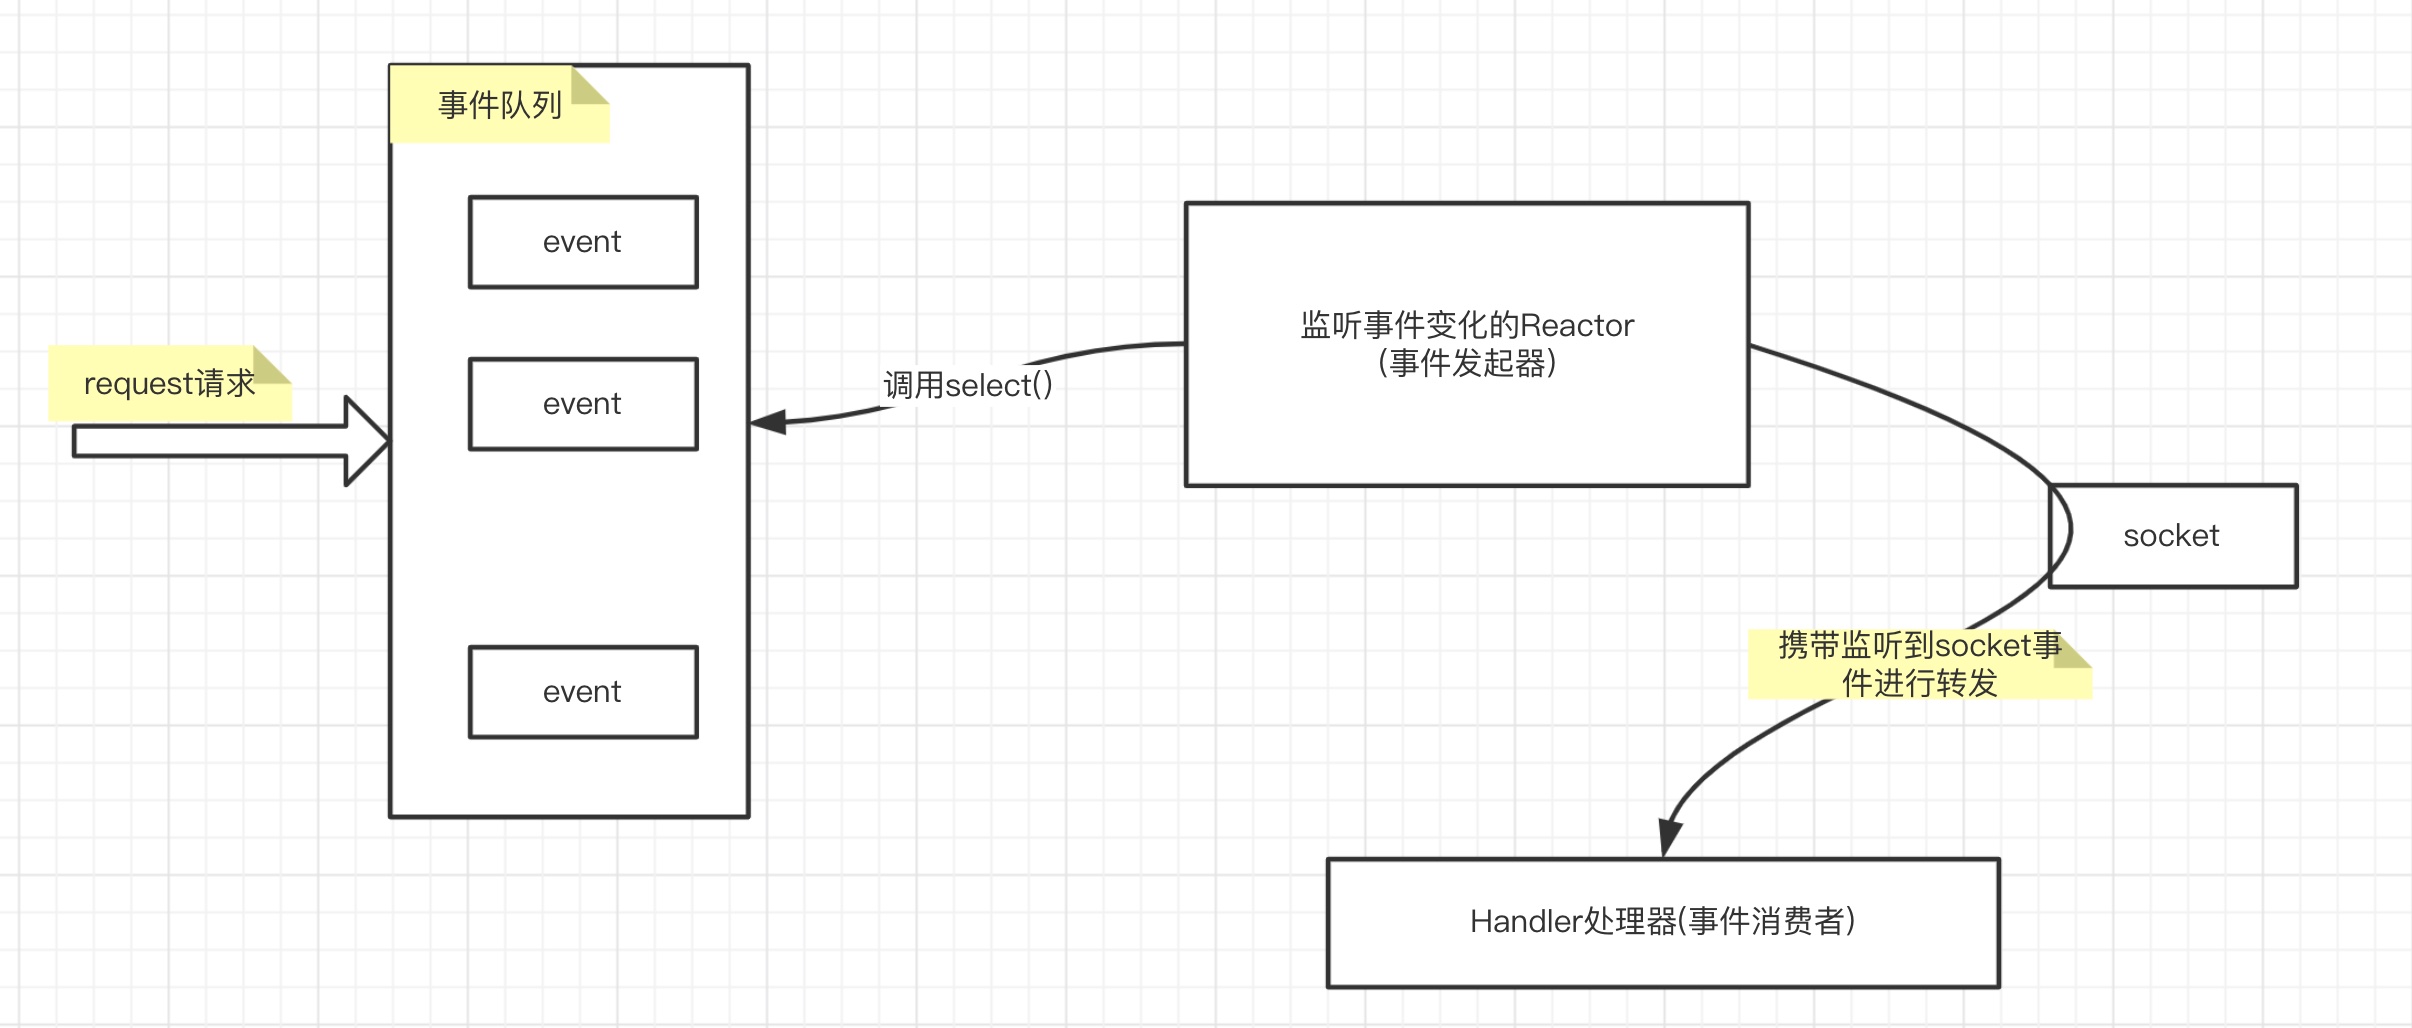 事件队列
event
request请求
event
event
调用select()
监听事件变化的Reactor
(事件发起器)
socket
携带监听到socket事
件进行转发
Handler处理器(事件消费者)